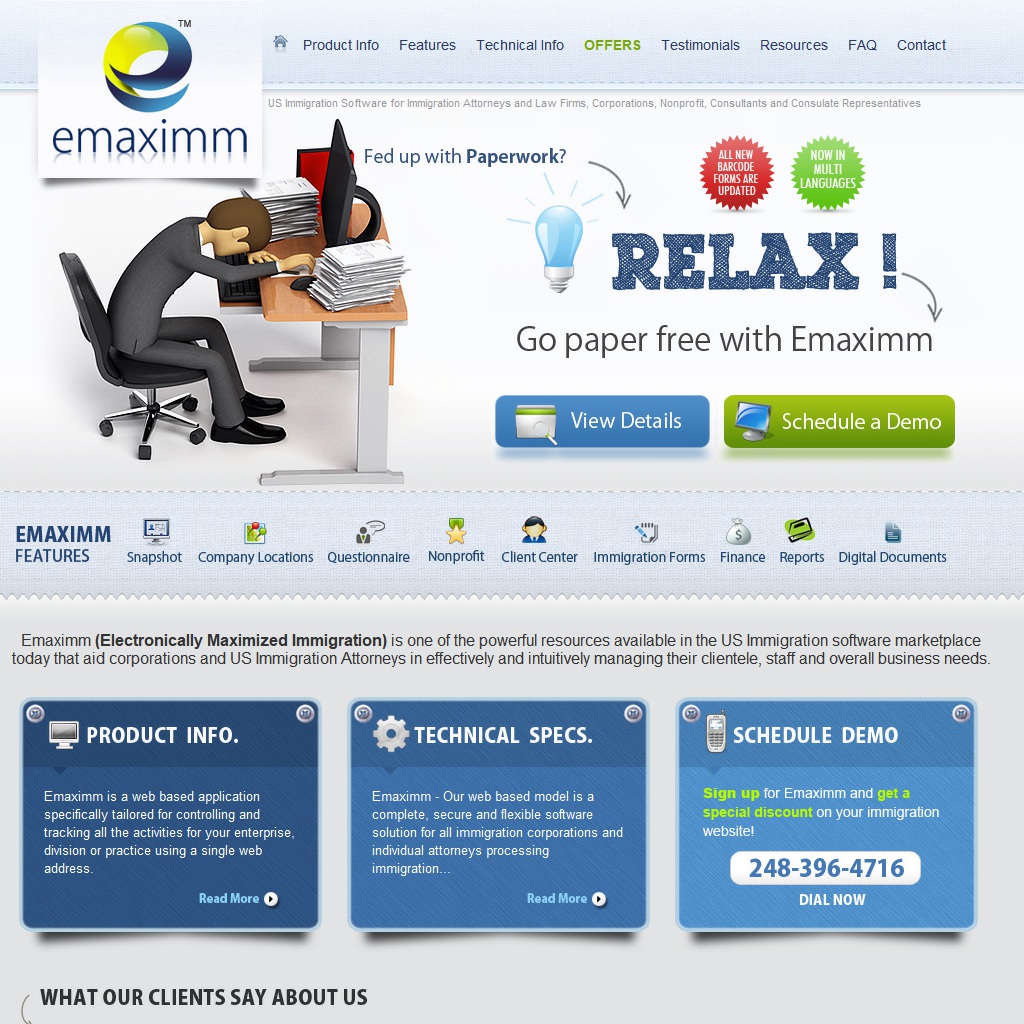 TM
emaximm
Product Info Features Technical Info OFFERS Testimonials Resources FAQ Contact
US Immigration Software for Immigration Attorneys and Law Firms, Corporations, Nonprofit, Consultants and Consulate Representatives
Fed up with Paperwork?
ALL NEW
BARCODE
FORMS ARE
UPDATED
NOW IN
MULTI
LANGUAGES
RELAX !
Go paper free with Emaximm
View Details
Schedule a Demo
EMAXIMM
FEATURES
Snapshot Company Locations Questionnaire Nonprofit Client Center Immigration Forms Finance Reports Digital Documents
Emaximm (Electronically Maximized Immigration) is one of the powerful resources available in the US Immigration software marketplace
today that aid corporations and US Immigration Attorneys in effectively and intuitively managing their clientele, staff and overall business needs.
PRODUCT INFO.
Emaximm is a web based application
specifically tailored for controlling and
tracking all the activities for your enterprise,
division or practice using a single web
address.
Read More
TECHNICAL SPECS.
Emaximm - Our web based model is a
complete, secure and flexible software
solution for all immigration corporations and
individual attorneys processing
immigration...
Read More
SCHEDULE DEMO
Sign up for Emaximm and get a
special discount on your immigration
website!
248-396-4716
DIAL NOW
WHAT OUR CLIENTS SAY ABOUT US